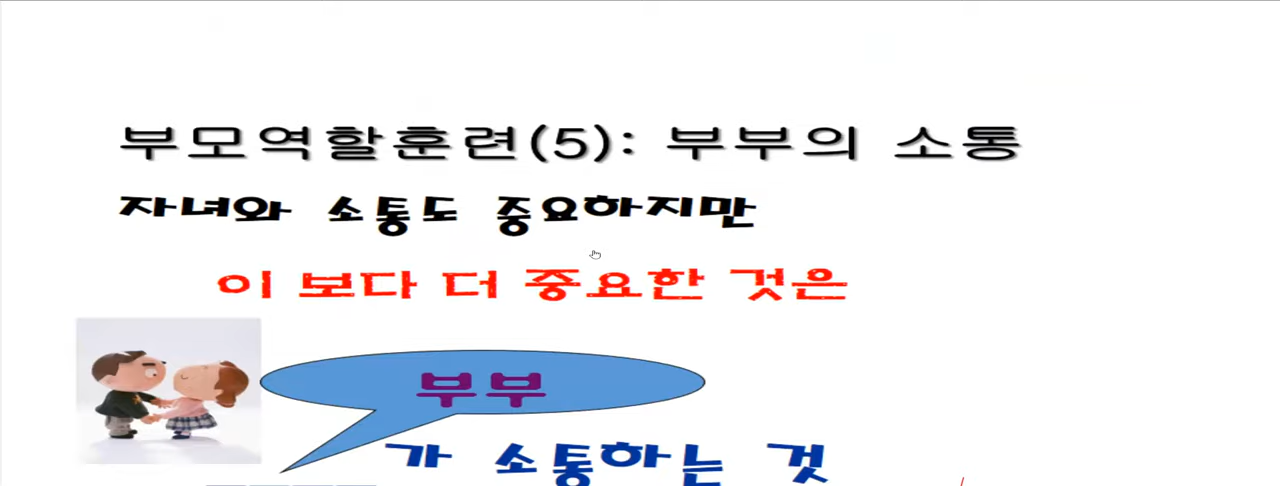 부모역할훈련(5): 부부의 소통
자녀와 소통도 중요하지만
이 보다 더 중요한 것은
부부
가 소통하는 것